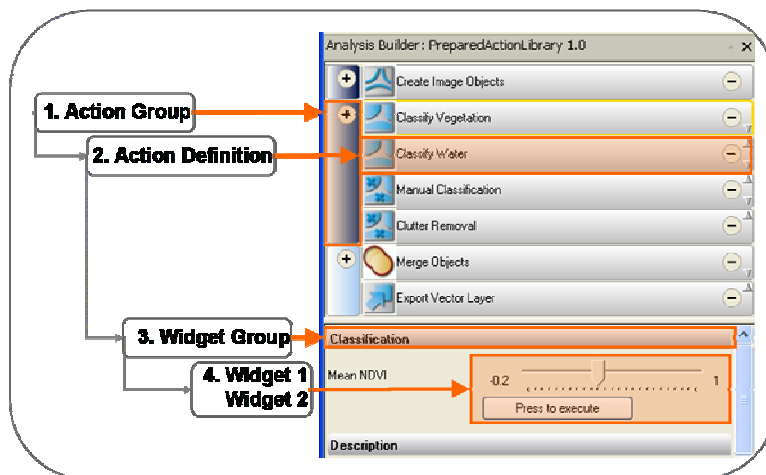 Analysis Builder: PreparedActionLibrary 1.0
Create Image Objects
1. Action Group
Classify Vegetation
2. Action Definition
Classify Water
Manual Classification
Clutter Removal
Merge Objects
Export Vector Layer
3. Widget Group
Classification
4. Widget 1
Widget 2
Mean NDVI
-0.2
1
Press to execute
Description